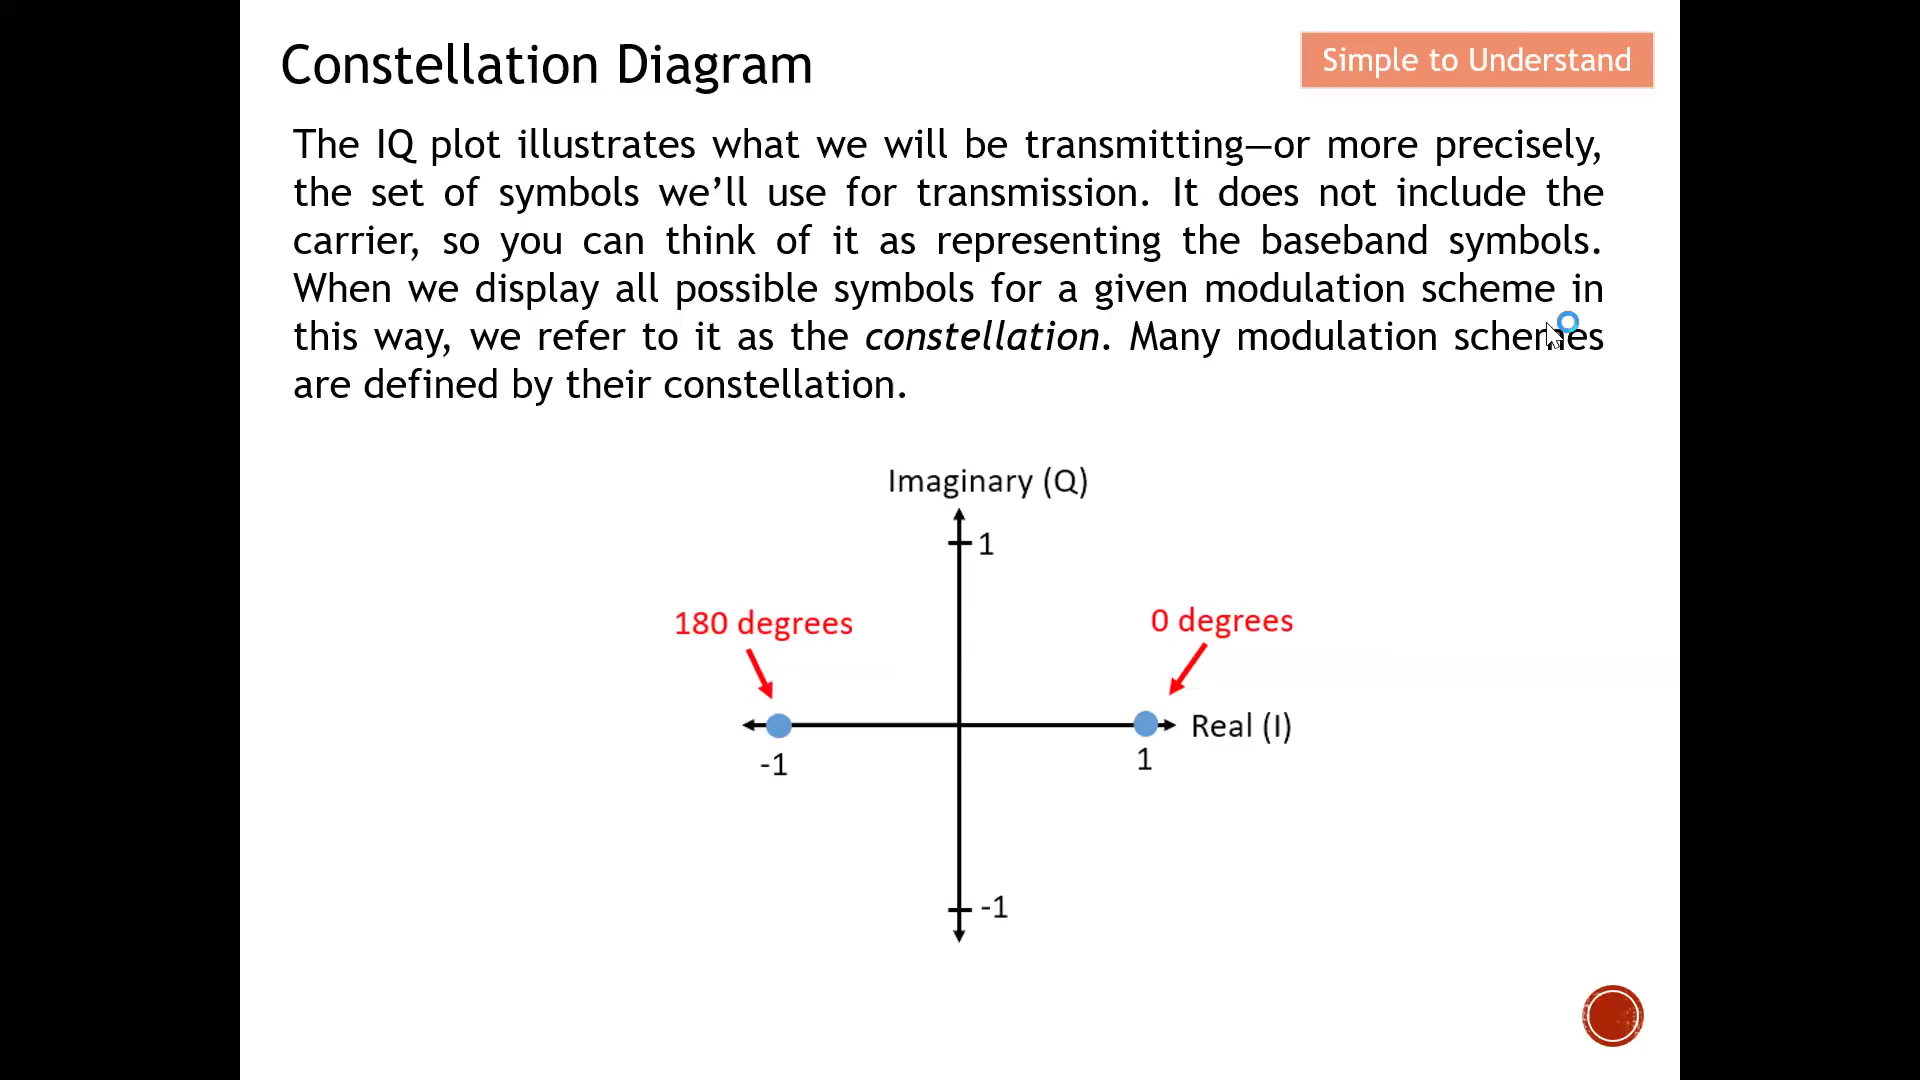 Constellation Diagram
Simple to Understand
The IQ plot illustrates what we will be transmitting—or more precisely,
the set of symbols we’ll use for transmission. It does not include the
carrier, so you can think of it as representing the baseband symbols.
When we display all possible symbols for a given modulation scheme in
this way, we refer to it as the constellation. Many modulation schemes
are defined by their constellation.
Imaginary (Q)
1
180 degrees
0 degrees
Real (I)
-1
1
-1